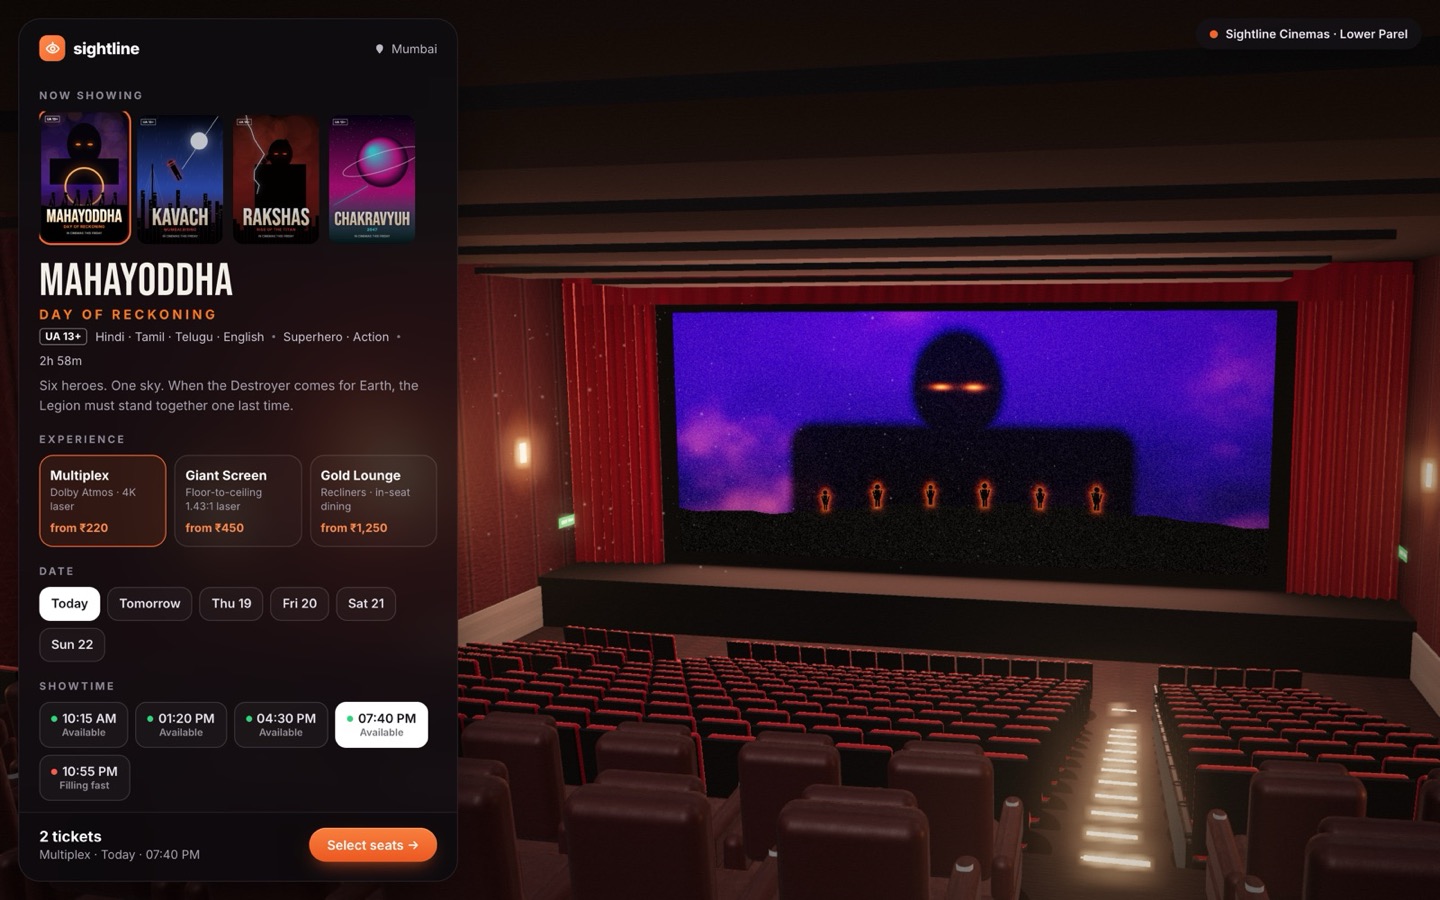 sightline
Mumbai
Sightline Cinemas · Lower Parel
NOW SHOWING
UA 13+
MAHAYODDHA
DAY OF RECKONING
KAVACH
RAKSHAS
CHAKRAVYUH
2047
MAHAYODDHA
DAY OF RECKONING
UA 13+ Hindi · Tamil · Telugu · English • Superhero · Action •
2h 58m
Six heroes. One sky. When the Destroyer comes for Earth, the
Legion must stand together one last time.
EXPERIENCE
Multiplex
Dolby Atmos · 4K
laser
from ₹220
Giant Screen
Floor-to-ceiling
1.43:1 laser
from ₹450
Gold Lounge
Recliners · in-seat
dining
from ₹1,250
DATE
Today
Tomorrow
Thu 19
Fri 20
Sat 21
Sun 22
SHOWTIME
10:15 AM
Available
01:20 PM
Available
04:30 PM
Available
07:40 PM
Available
10:55 PM
Filling fast
2 tickets
Multiplex · Today · 07:40 PM
Select seats →